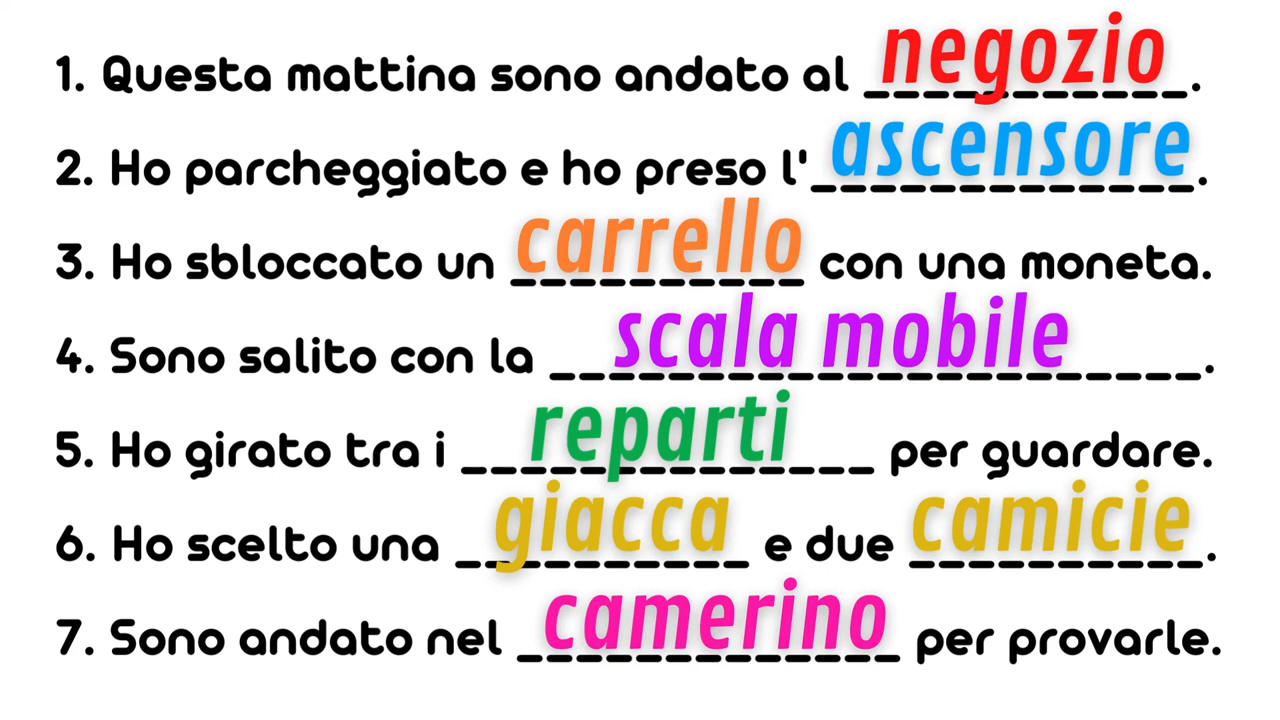 1. Questa mattina sono andato al negozio.
2. Ho parcheggiato e ho preso l'ascensore.
3. Ho sbloccato un carrello con una moneta.
4. Sono salito con la scala mobile.
5. Ho girato tra i reparti per guardare.
6. Ho scelto una giacca e due camicie.
7. Sono andato nel camerino per provarle.